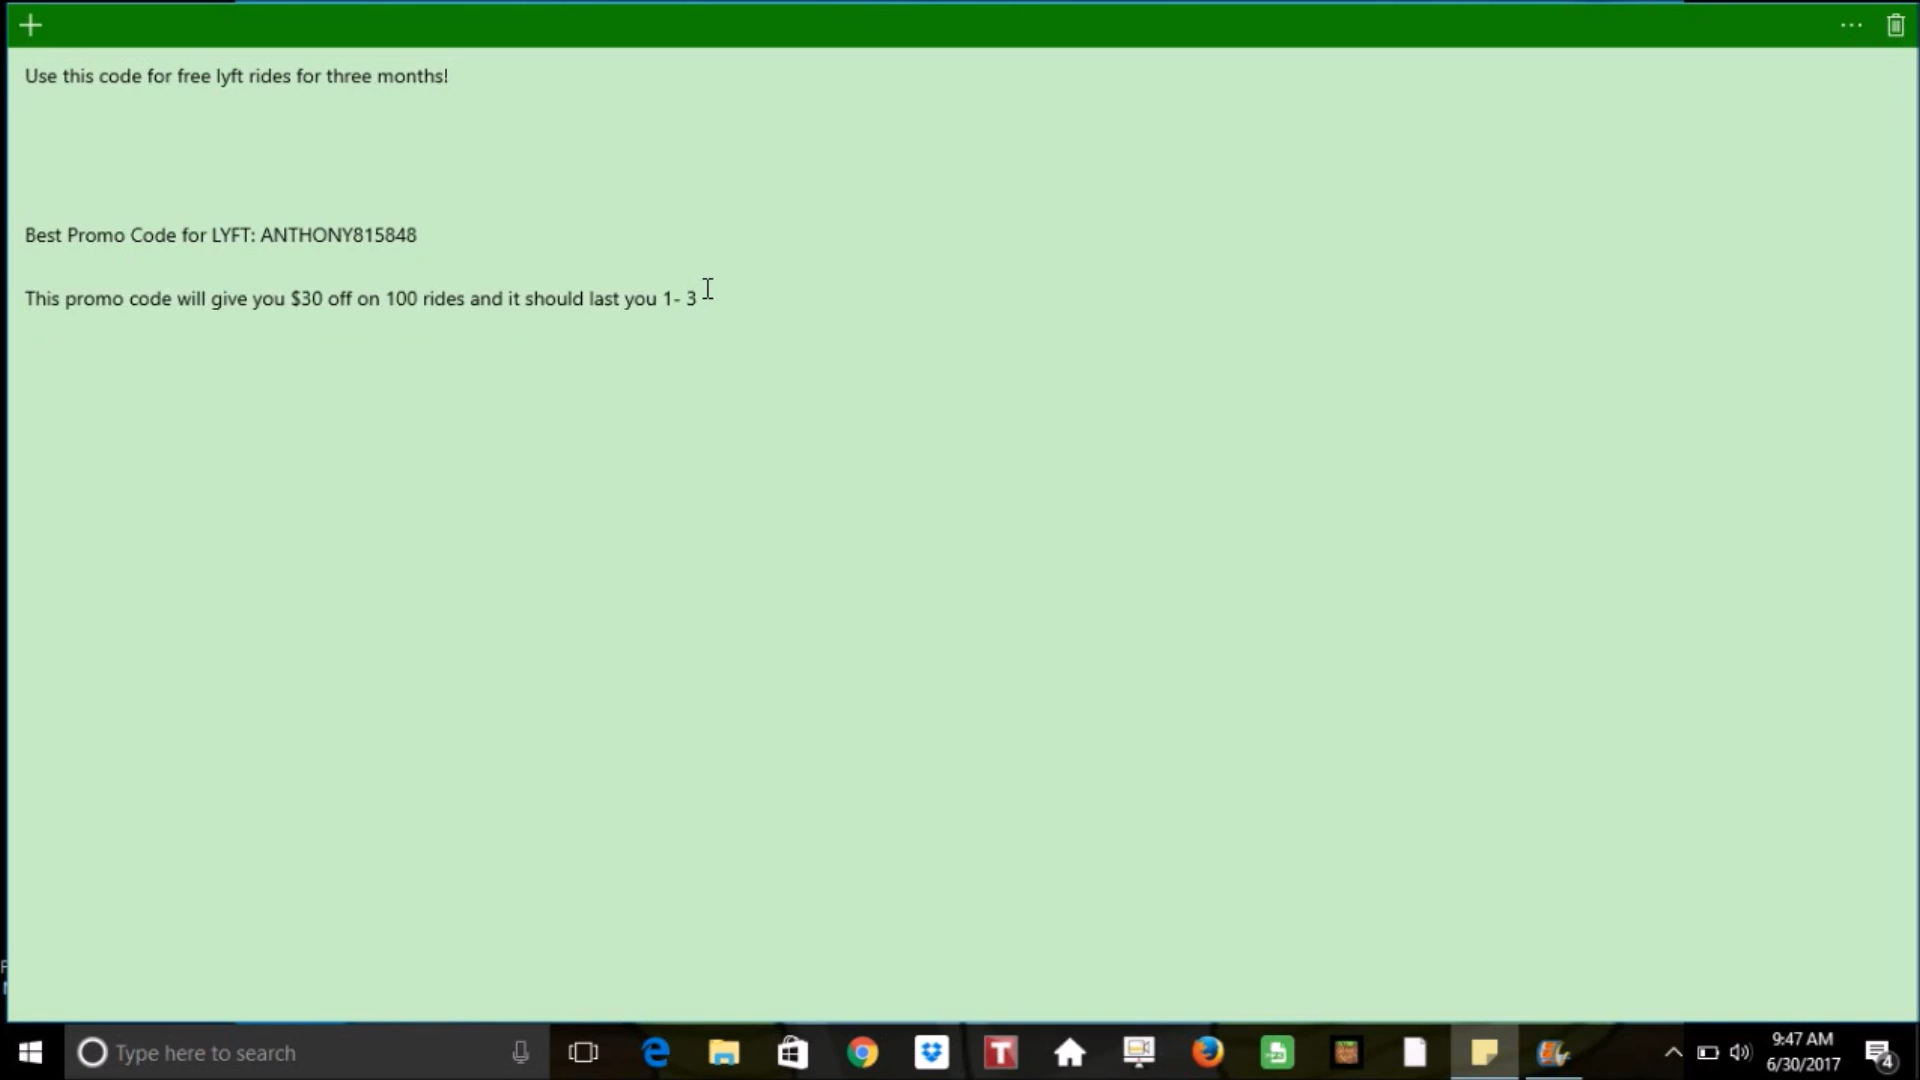 Use this code for free lyft rides for three months!
Best Promo Code for LYFT: ANTHONY815848
This promo code will give you $30 off on 100 rides and it should last you 1- 3
Type here to search
9:47 AM
6/30/2017
4